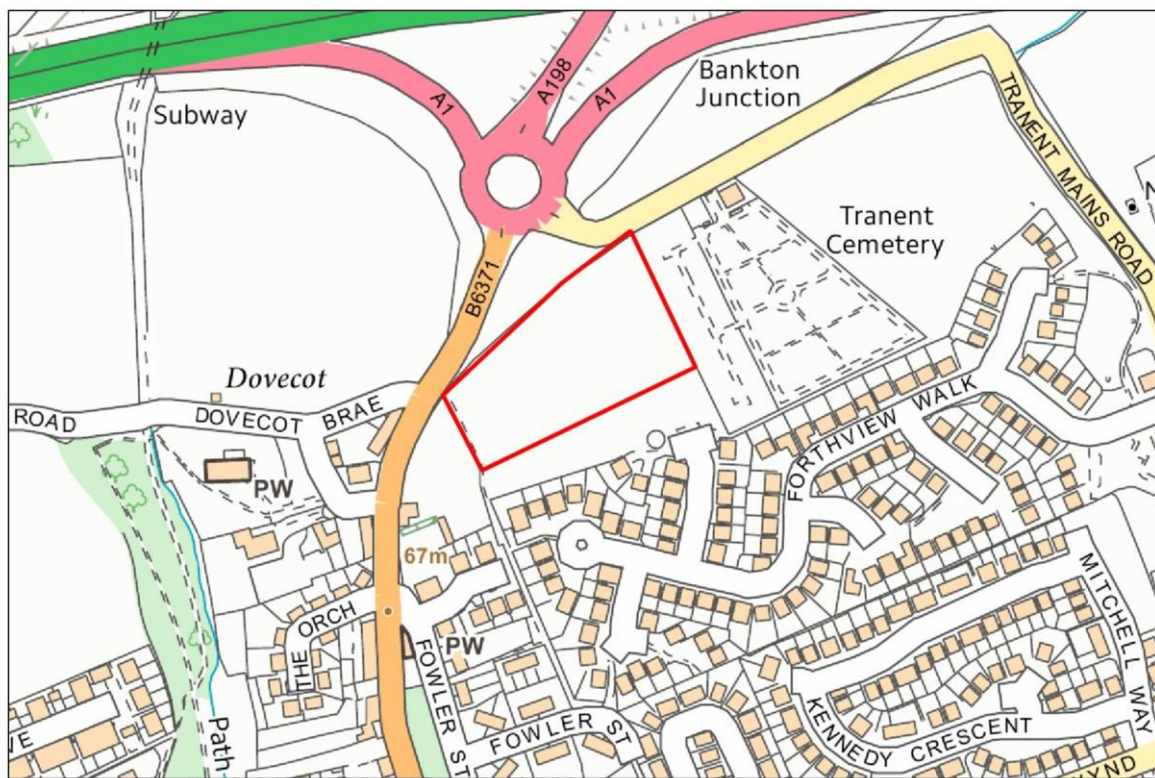 A1
A198
A1
Bankton
Junction
Subway
TRANENT MAINS ROAD
Tranent
Cemetery
B6371
Dovecot
ROAD
DOVECOT BRAE
PW
FORTHVIEW WALK
67m
THE ORCH
PW
FOWLER ST
FOWLER ST
MITCHELL WAY
KENNEDY CRESCENT
Path